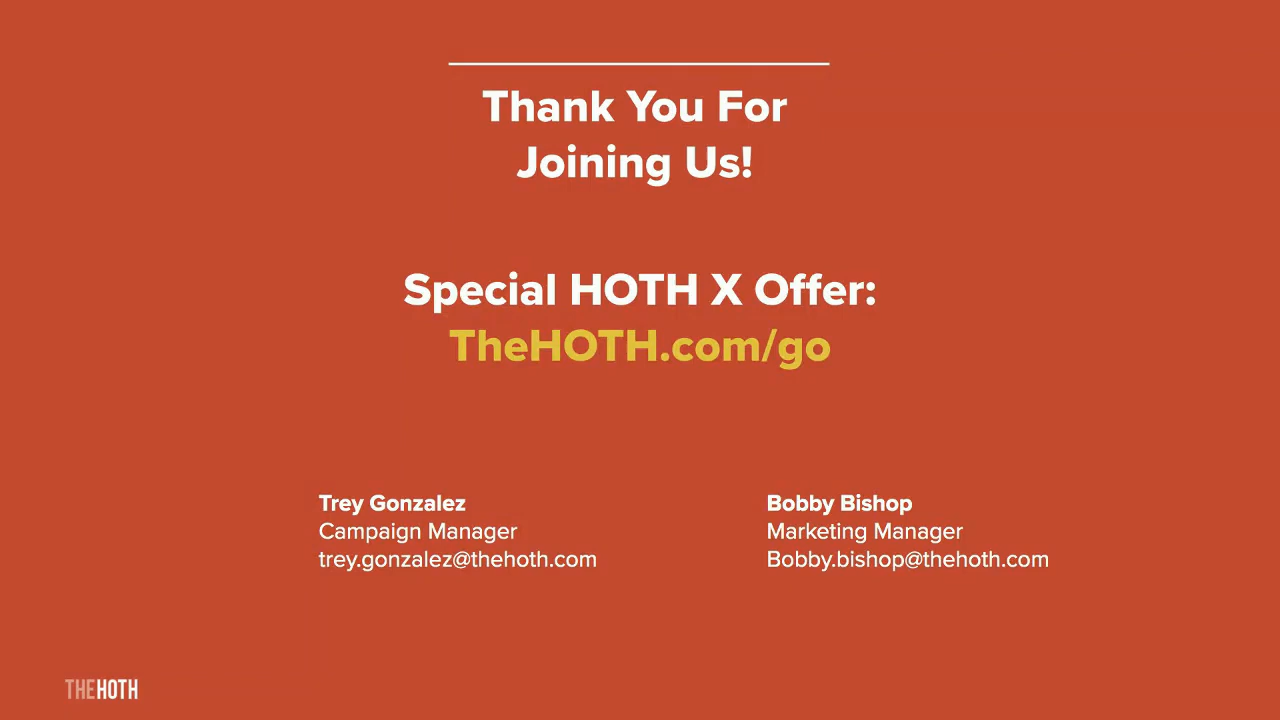 Thank You For
Joining Us!
Special HOTH X Offer:
TheHOTH.com/go
Trey Gonzalez
Campaign Manager
trey.gonzalez@thehoth.com
Bobby Bishop
Marketing Manager
Bobby.bishop@thehoth.com
THEHOTH